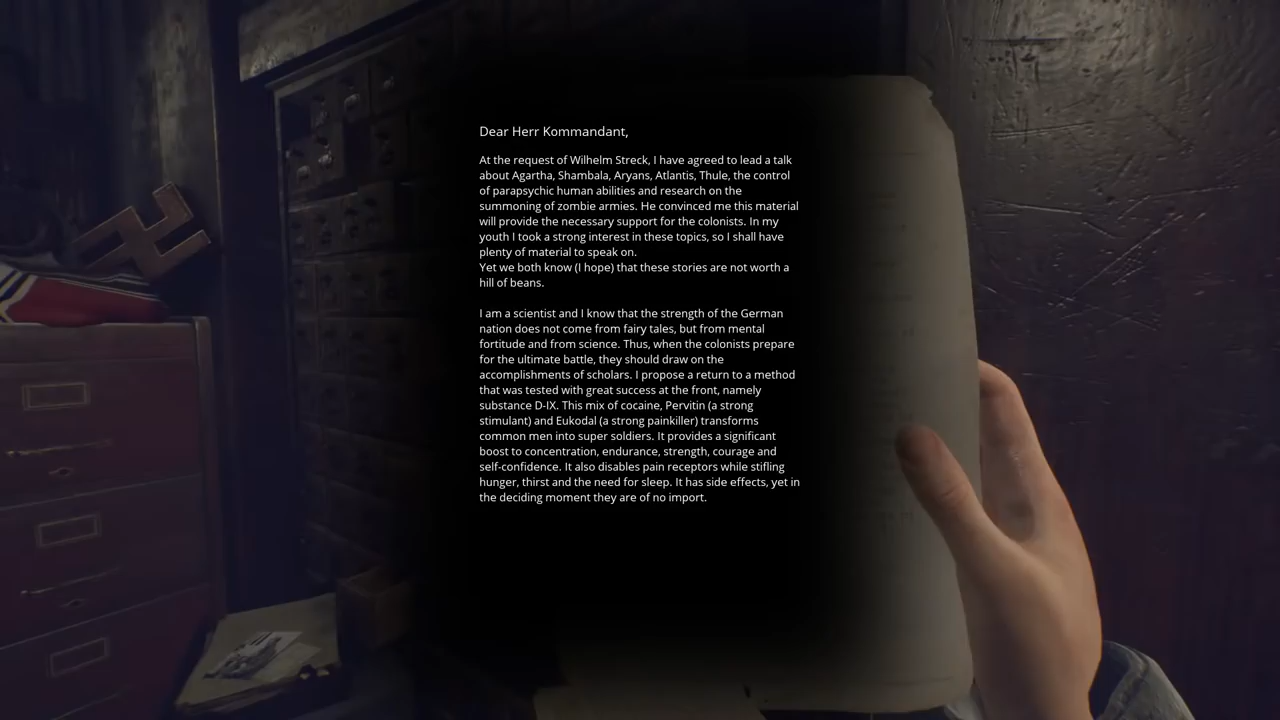 Dear Herr Kommandant,
At the request of Wilhelm Streck, I have agreed to lead a talk
about Agartha, Shambala, Aryans, Atlantis, Thule, the control
of parapsychic human abilities and research on the
summoning of zombie armies. He convinced me this material
will provide the necessary support for the colonists. In my
youth I took a strong interest in these topics, so I shall have
plenty of material to speak on.
Yet we both know (I hope) that these stories are not worth a
hill of beans.
I am a scientist and I know that the strength of the German
nation does not come from fairy tales, but from mental
fortitude and from science. Thus, when the colonists prepare
for the ultimate battle, they should draw on the
accomplishments of scholars. I propose a return to a method
that was tested with great success at the front, namely
substance D-IX. This mix of cocaine, Pervitin (a strong
stimulant) and Eukodal (a strong painkiller) transforms
common men into super soldiers. It provides a significant
boost to concentration, endurance, strength, courage and
self-confidence. It also disables pain receptors while stifling
hunger, thirst and the need for sleep. It has side effects, yet in
the deciding moment they are of no import.